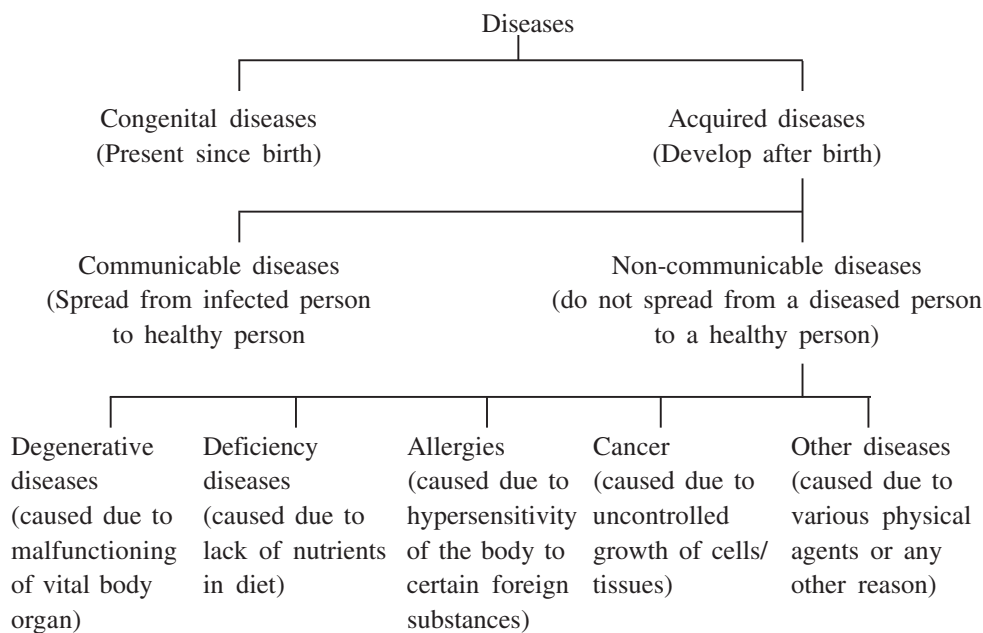 Diseases
Congenital diseases
(Present since birth)
Acquired diseases
(Develop after birth)
Communicable diseases
(Spread from infected person
to healthy person
Non-communicable diseases
(do not spread from a diseased person
to a healthy person)
Degenerative
diseases
(caused due to
malfunctioning
of vital body
organ)
Deficiency
diseases
(caused due to
lack of nutrients
in diet)
Allergies
(caused due to
hypersensitivity
of the body to
certain foreign
substances)
Cancer
(caused due to
uncontrolled
growth of cells/
tissues)
Other diseases
(caused due to
various physical
agents or any
other reason)